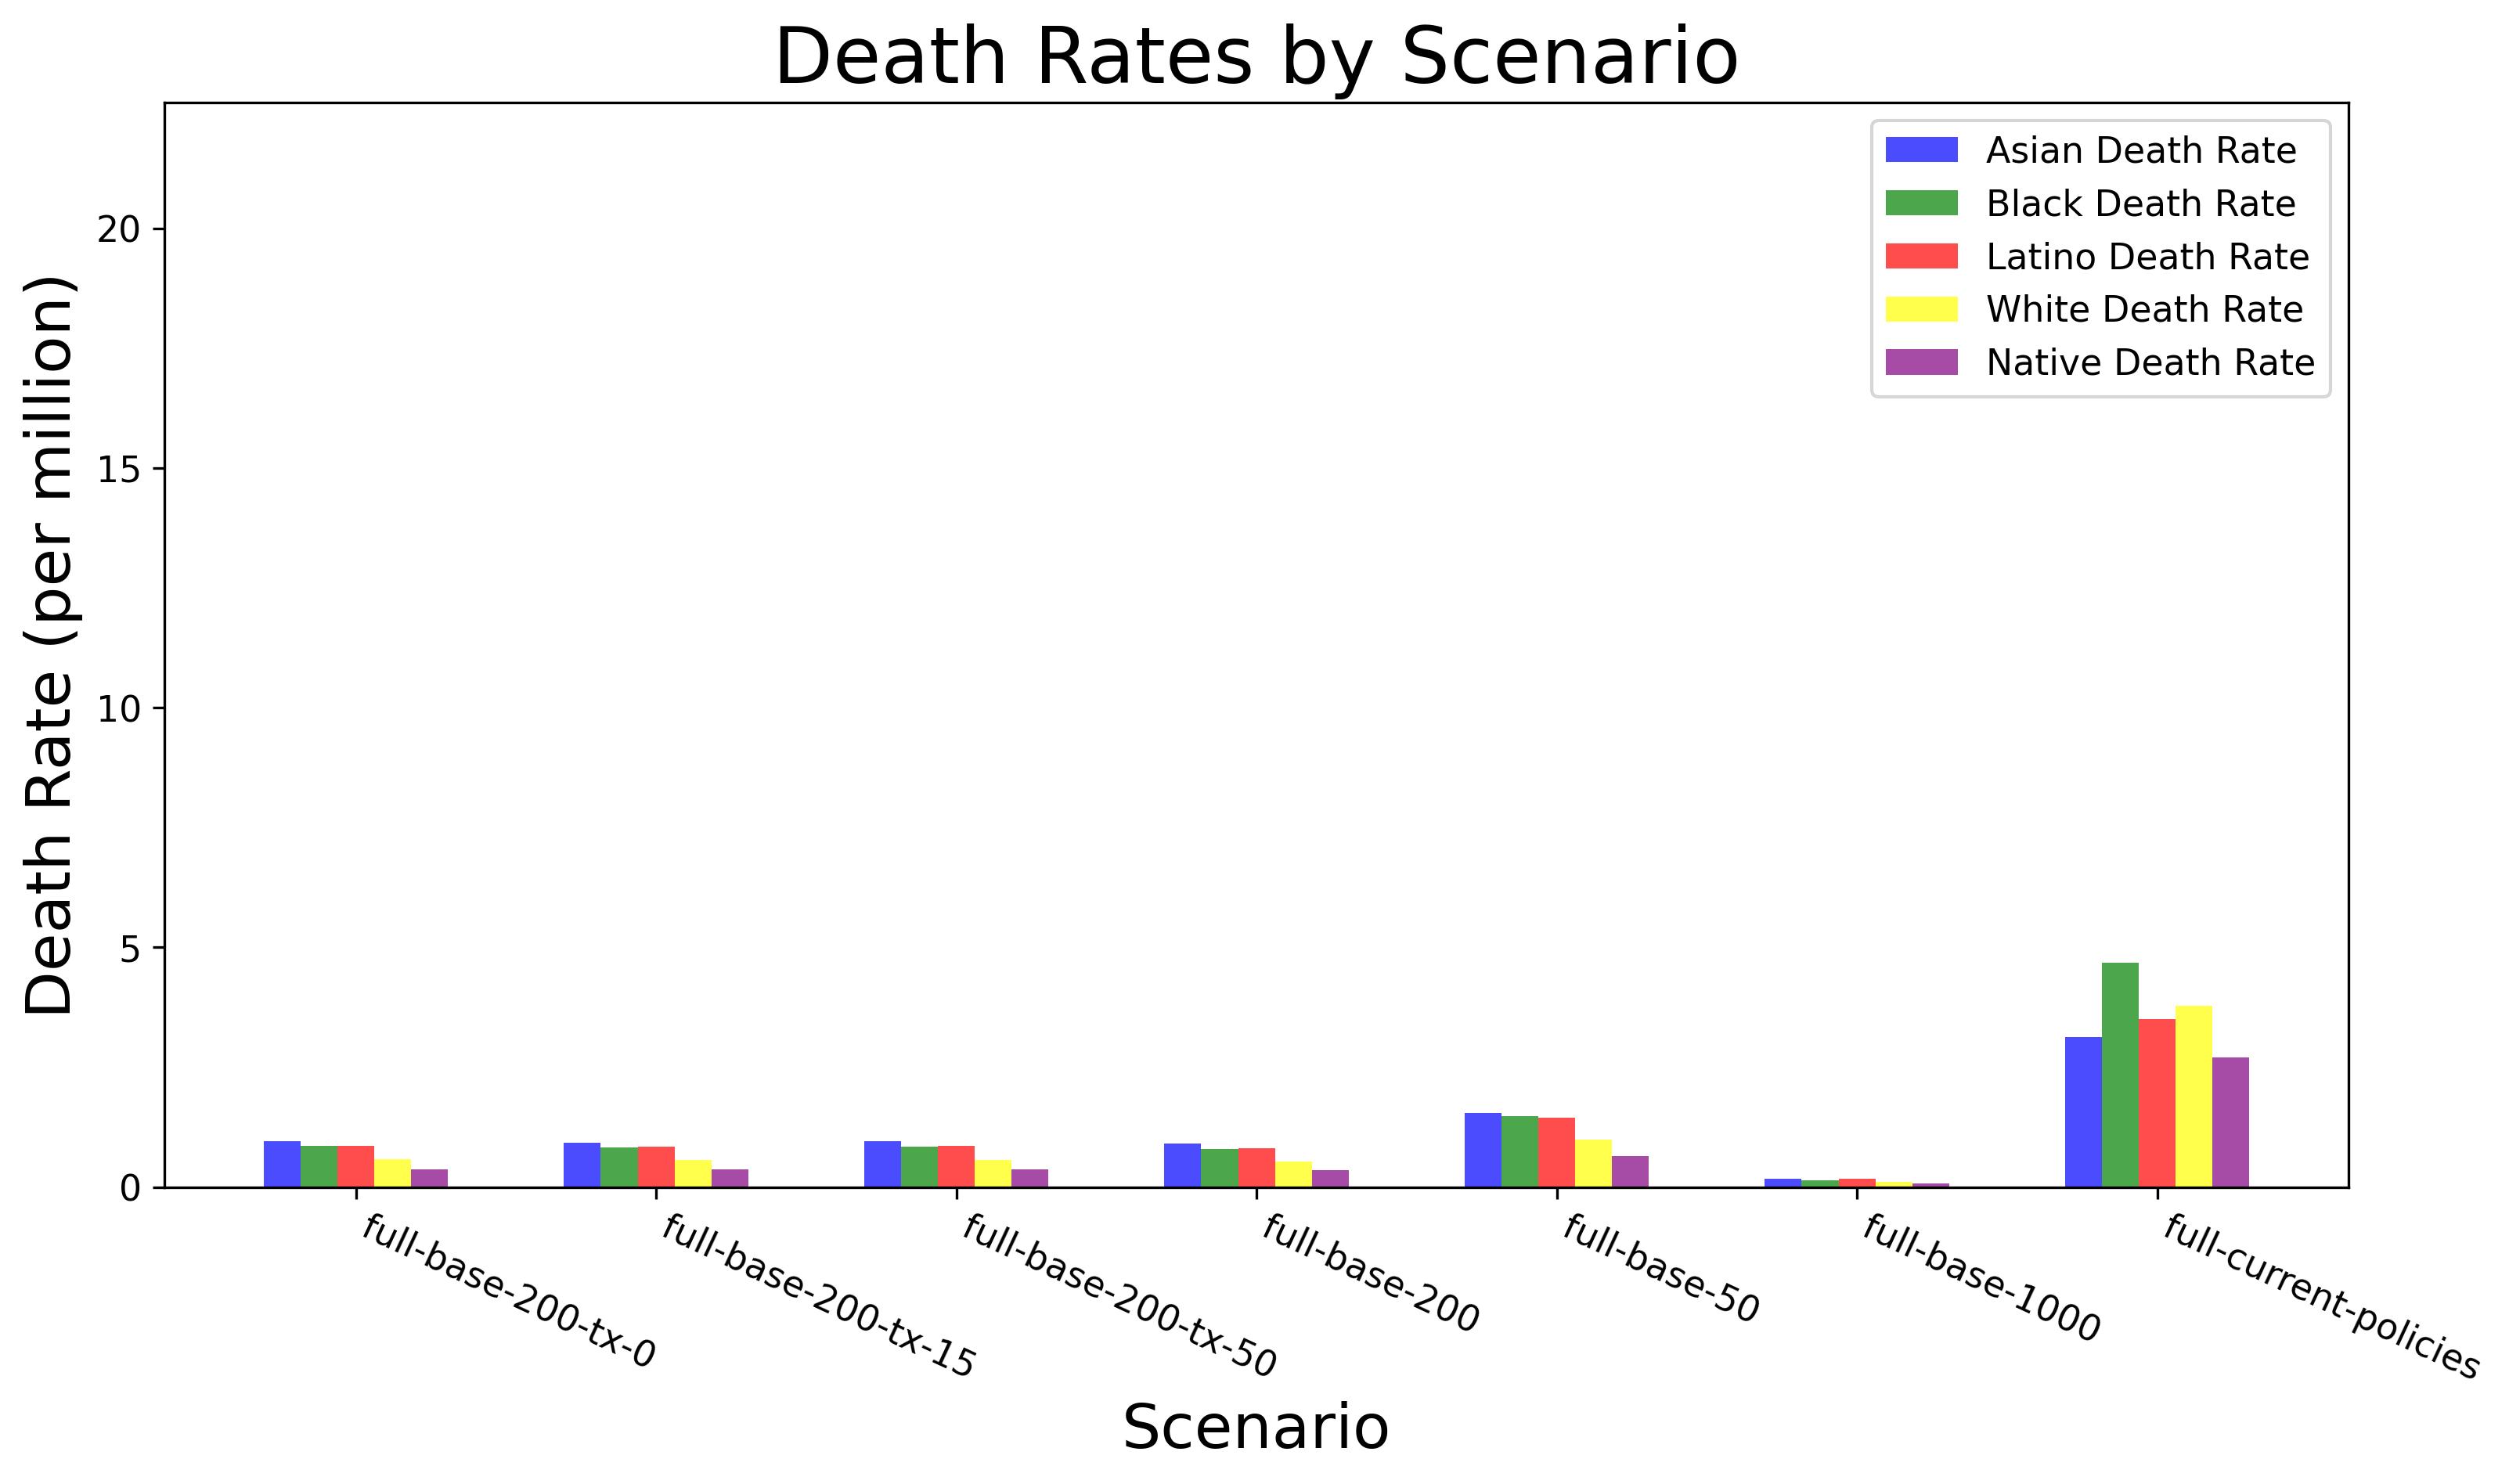 Death Rates by Scenario
Asian Death Rate
Black Death Rate
Latino Death Rate
White Death Rate
Native Death Rate
Death Rate (per million)
20
15
10
5
0
full-base-200-tx-0
full-base-200-tx-15
full-base-200-tx-50
full-base-200
full-base-50
full-base-1000
full-current-policies
Scenario